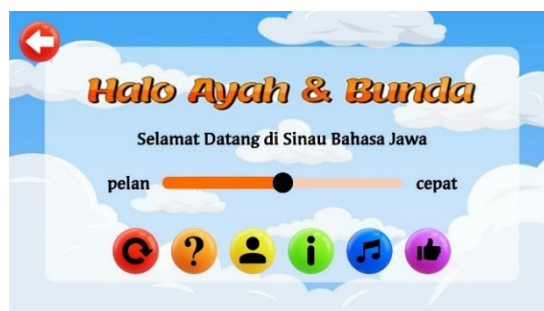 Halo Ayah & Bunda
Selamat Datang di Sinau Bahasa Jawa
pelan cepat
? i